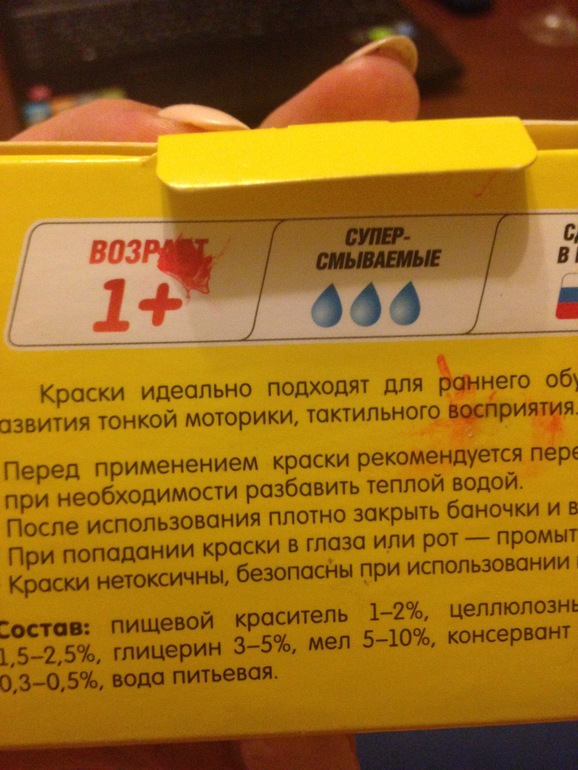 ВОЗРАСТ
1+
СУПЕР-
СМЫВАЕМЫЕ
В
Краски идеально подходят для раннего обу
азвития тонкой моторики, тактильного восприятия.
Перед применением краски рекомендуется пере
при необходимости разбавить теплой водой.
После использования плотно закрыть баночки и в
При попадании краски в глаза или рот — промыт
Краски нетоксичны, безопасны при использовании
Состав: пищевой краситель 1–2%, целлюлозны
1,5–2,5%, глицерин 3–5%, мел 5–10%, консервант
0,3–0,5%, вода питьевая.